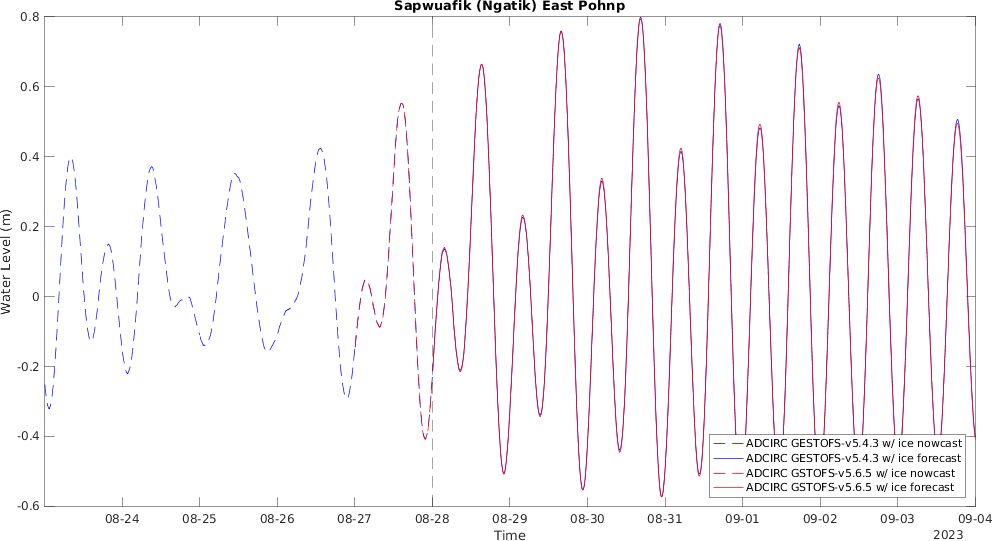 Sapwuafik (Ngatik) East Pohnp
0.8
0.6
0.4
0.2
0
-0.2
-0.4
-0.6
Water Level (m)
ADCIRC GESTOFS-v5.4.3 w/ ice nowcast
ADCIRC GESTOFS-v5.4.3 w/ ice forecast
ADCIRC GSTOFS-v5.6.5 w/ ice nowcast
ADCIRC GSTOFS-v5.6.5 w/ ice forecast
08-24 08-25 08-26 08-27 08-28 08-29 08-30 08-31 09-01 09-02 09-03 09-04
Time
2023